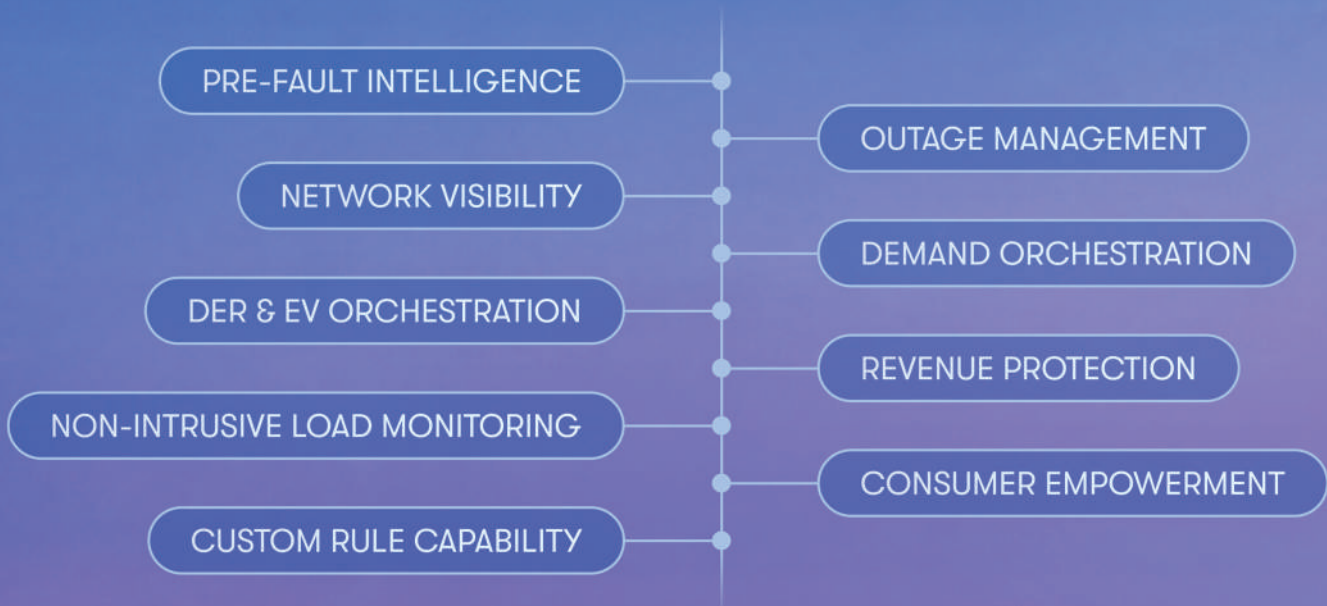 PRE-FAULT INTELLIGENCE
OUTAGE MANAGEMENT
NETWORK VISIBILITY
DEMAND ORCHESTRATION
DER & EV ORCHESTRATION
REVENUE PROTECTION
NON-INTRUSIVE LOAD MONITORING
CONSUMER EMPOWERMENT
CUSTOM RULE CAPABILITY